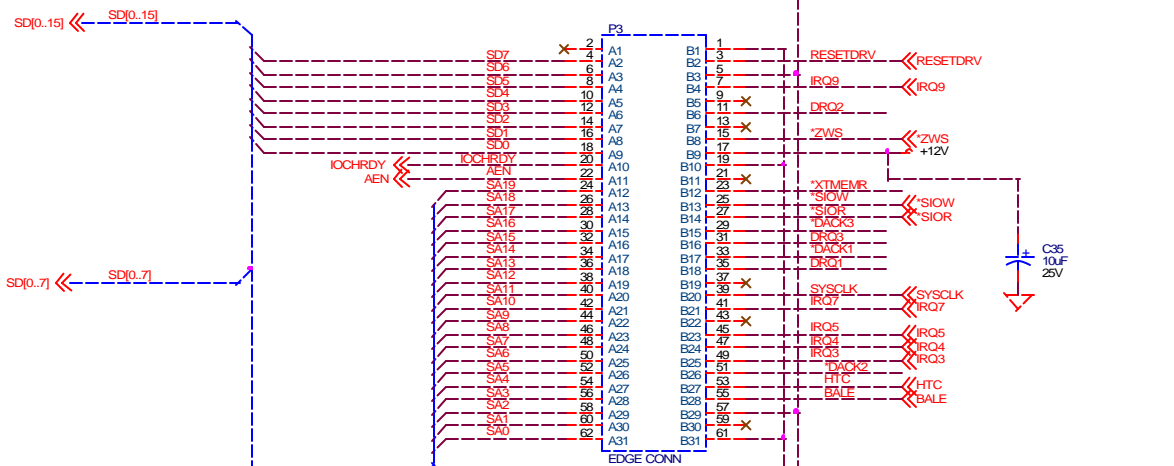 SD[0..15] SD[0..15]
P3
2 A1 B1 1
4 A2 B2 3 SD7 RESETDRV RESETDRV
6 A3 B3 5 SD6
8 A4 B4 7 SD5 IRQ9 IRQ9
10 A5 B5 9 SD4
12 A6 B6 11 SD3 DRQ2
14 A7 B7 13 SD2
16 A8 B8 15 SD1 *ZWS *ZWS
18 A9 B9 17 SD0 +12V
IOCHRDY IOCHRDY 20 A10 B10 19
AEN AEN 22 A11 B11 21
SA19 24 A12 B12 23 *XTMEMR
SA18 26 A13 B13 25 *SIOW *SIOW
SA17 28 A14 B14 27 *SIOR *SIOR
SA16 30 A15 B15 29 *DACK3
SA15 32 A16 B16 31 DRQ3
SA14 34 A17 B17 33 *DACK1
SA13 36 A18 B18 35 DRQ1
SD[0..7] SD[0..7]
SA12 38 A19 B19 37
SA11 40 A20 B20 39 SYSCLK SYSCLK
SA10 42 A21 B21 41 IRQ7 IRQ7
SA9 44 A22 B22 43
SA8 46 A23 B23 45 IRQ5 IRQ5
SA7 48 A24 B24 47 IRQ4 IRQ4
SA6 50 A25 B25 49 IRQ3 IRQ3
SA5 52 A26 B26 51 *DACK2
SA4 54 A27 B27 53 HTC HTC
SA3 56 A28 B28 55 BALE BALE
SA2 58 A29 B29 57
SA1 60 A30 B30 59
SA0 62 A31 B31 61
EDGE CONN
C35
10uF
25V
+